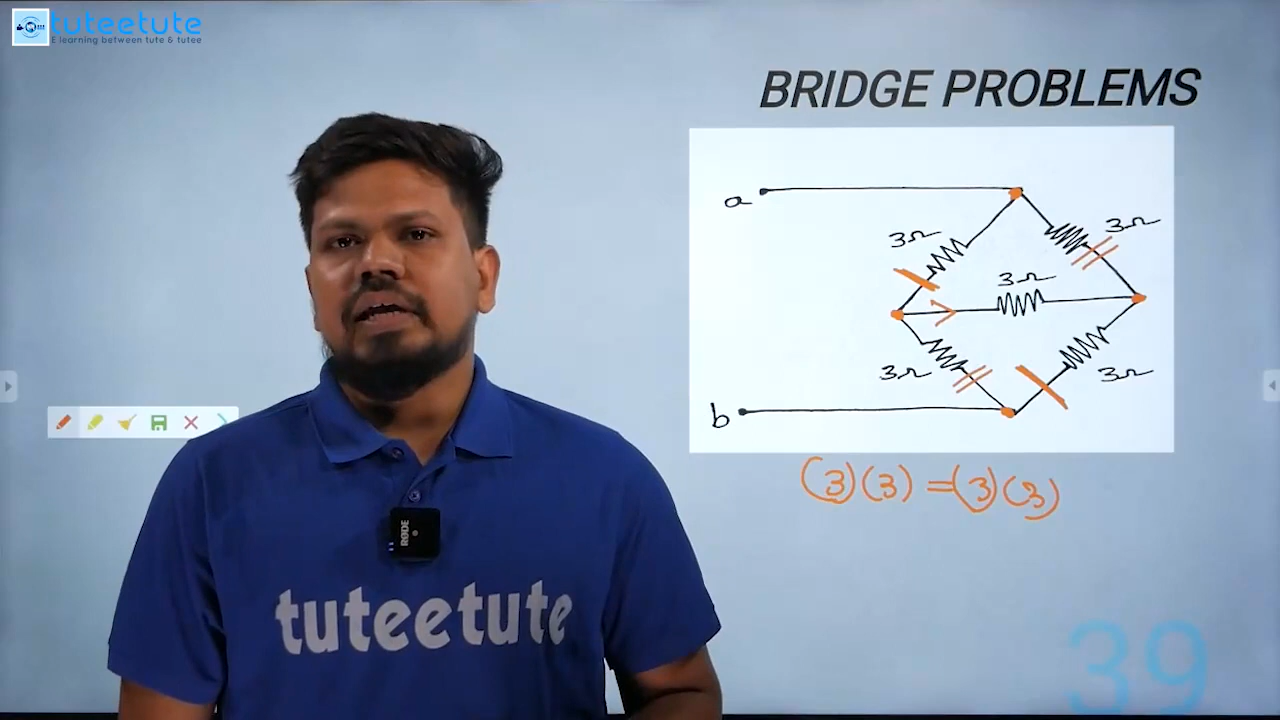 tuteetute
E learning between tute & tutee
BRIDGE PROBLEMS
a
3Ω
3Ω
3Ω
3Ω
3Ω
b
(3)(3) = (3)(3)
RØDE
tuteetute
39